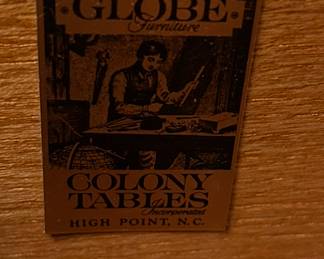 GLOBE
Furniture
COLONY
TABLES
Incorporated
HIGH POINT, N.C.